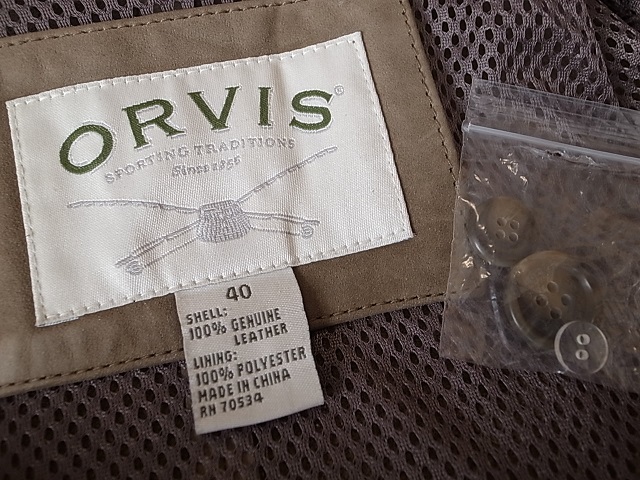 ORVIS®
SPORTING TRADITIONS
Since 1856
40
SHELL:
100% GENUINE
LEATHER
LINING:
100% POLYESTER
MADE IN CHINA
RN 70534